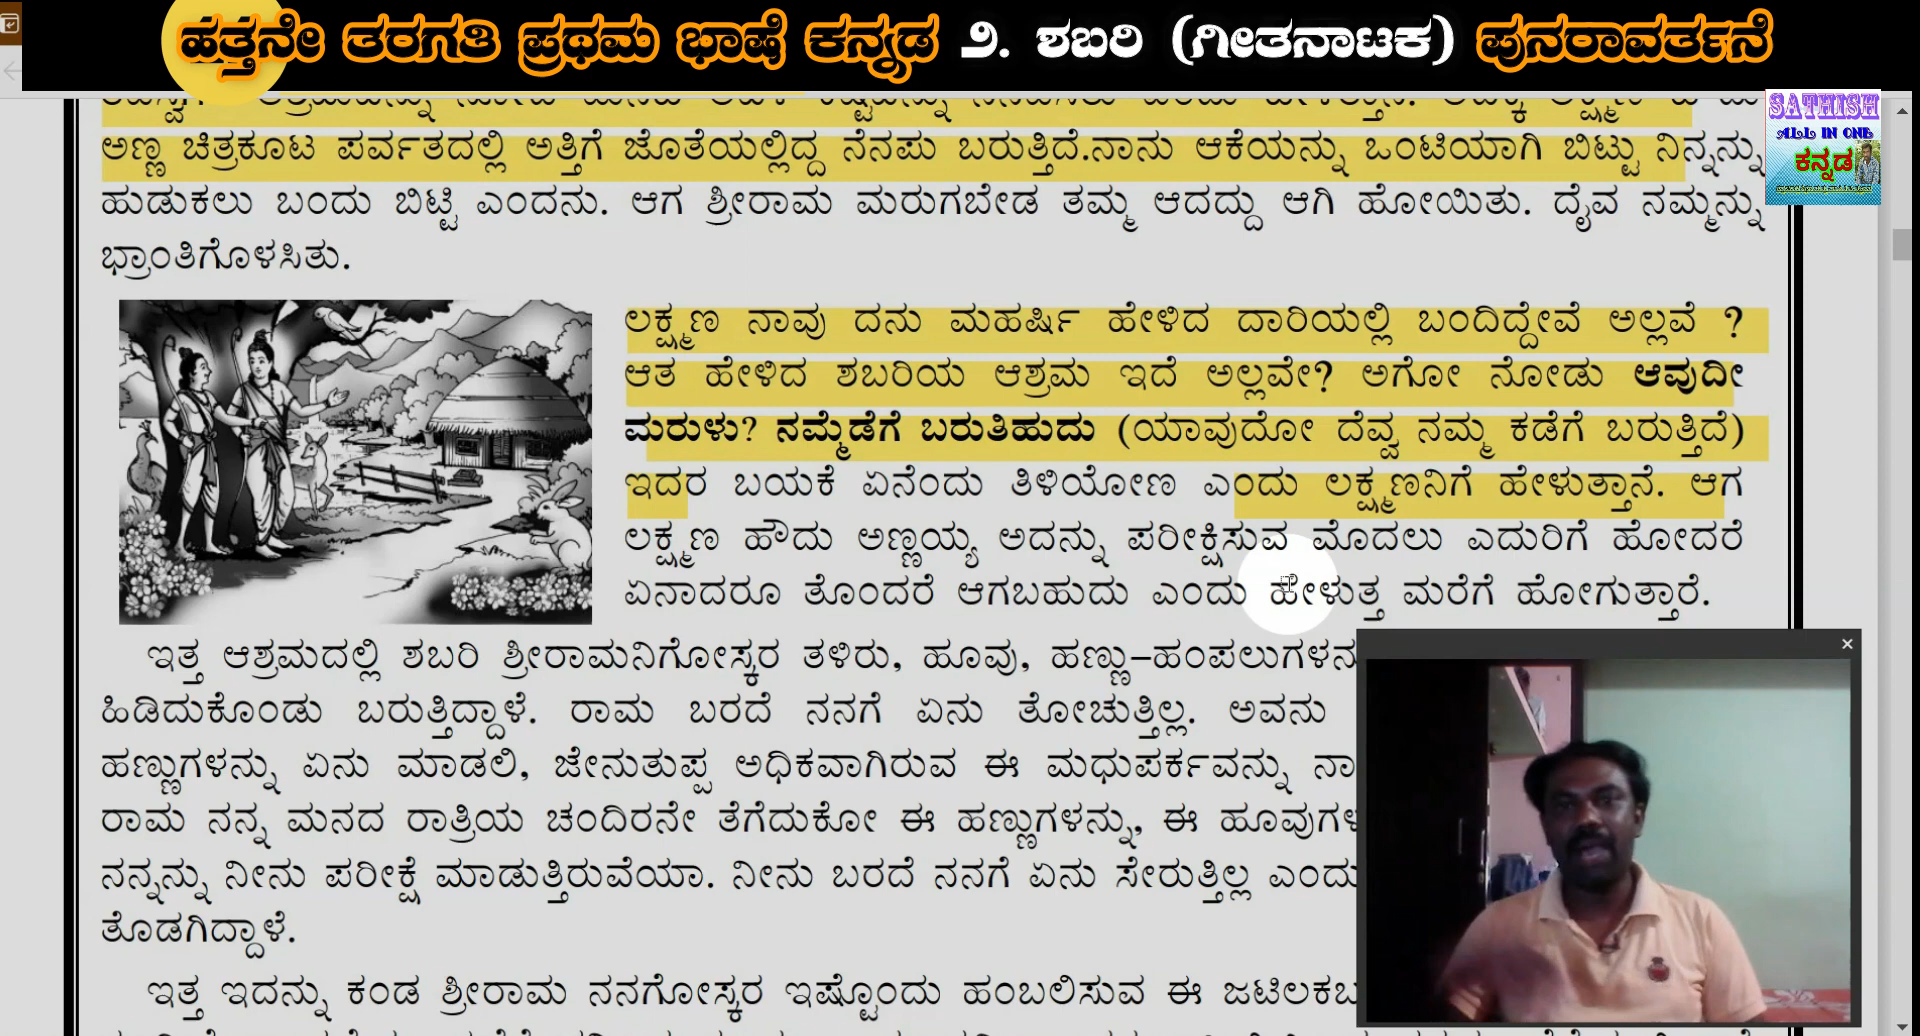 ಹತ್ತನೇ ತರಗತಿ ಪ್ರಥಮ ಭಾಷೆ ಕನ್ನಡ ೨. ಶಬರಿ (ಗೀತನಾಟಕ) ಪುನರಾವರ್ತನೆ
SATHISH
ALL IN ONE
ಕನ್ನಡ
ಅಣ್ಣ ಚಿತ್ರಕೂಟ ಪರ್ವತದಲ್ಲಿ ಅತ್ತಿಗೆ ಜೊತೆಯಲ್ಲಿದ್ದ ನೆನಪು ಬರುತ್ತಿದೆ.ನಾನು ಆಕೆಯನ್ನು ಒಂಟಿಯಾಗಿ ಬಿಟ್ಟು ನಿನ್ನನ್ನು
ಹುಡುಕಲು ಬಂದು ಬಿಟ್ಟಿ ಎಂದನು. ಆಗ ಶ್ರೀರಾಮ ಮರುಗಬೇಡ ತಮ್ಮ ಆದದ್ದು ಆಗಿ ಹೋಯಿತು. ದೈವ ನಮ್ಮನ್ನು
ಭ್ರಾಂತಿಗೊಳಸಿತು.
ಲಕ್ಷ್ಮಣ ನಾವು ದನು ಮಹರ್ಷಿ ಹೇಳಿದ ದಾರಿಯಲ್ಲಿ ಬಂದಿದ್ದೇವೆ ಅಲ್ಲವೆ ?
ಆತ ಹೇಳಿದ ಶಬರಿಯ ಆಶ್ರಮ ಇದೆ ಅಲ್ಲವೇ? ಅಗೋ ನೋಡು ಆವುದೀ
ಮರುಳು? ನಮ್ಮೆಡೆಗೆ ಬರುತಿಹುದು (ಯಾವುದೋ ದೆವ್ವ ನಮ್ಮ ಕಡೆಗೆ ಬರುತ್ತಿದೆ)
ಇದರ ಬಯಕೆ ಏನೆಂದು ತಿಳಿಯೋಣ ಎಂದು ಲಕ್ಷ್ಮಣನಿಗೆ ಹೇಳುತ್ತಾನೆ. ಆಗ
ಲಕ್ಷ್ಮಣ ಹೌದು ಅಣ್ಣಯ್ಯ ಅದನ್ನು ಪರೀಕ್ಷಿಸುವ ಮೊದಲು ಎದುರಿಗೆ ಹೋದರೆ
ಏನಾದರೂ ತೊಂದರೆ ಆಗಬಹುದು ಎಂದು ಹೇಳುತ್ತ ಮರೆಗೆ ಹೋಗುತ್ತಾರೆ.
ಇತ್ತ ಆಶ್ರಮದಲ್ಲಿ ಶಬರಿ ಶ್ರೀರಾಮನಿಗೋಸ್ಕರ ತಳಿರು, ಹೂವು, ಹಣ್ಣು-ಹಂಪಲುಗಳನ
ಹಿಡಿದುಕೊಂಡು ಬರುತ್ತಿದ್ದಾಳೆ. ರಾಮ ಬರದೆ ನನಗೆ ಏನು ತೋಚುತ್ತಿಲ್ಲ. ಅವನು
ಹಣ್ಣುಗಳನ್ನು ಏನು ಮಾಡಲಿ, ಜೇನುತುಪ್ಪ ಅಧಿಕವಾಗಿರುವ ಈ ಮಧುಪರ್ಕವನ್ನು ನಾ
ರಾಮ ನನ್ನ ಮನದ ರಾತ್ರಿಯ ಚಂದಿರನೇ ತೆಗೆದುಕೋ ಈ ಹಣ್ಣುಗಳನ್ನು, ಈ ಹೂವುಗಳ
ನನ್ನನ್ನು ನೀನು ಪರೀಕ್ಷೆ ಮಾಡುತ್ತಿರುವೆಯಾ. ನೀನು ಬರದೆ ನನಗೆ ಏನು ಸೇರುತ್ತಿಲ್ಲ ಎಂದು
ತೊಡಗಿದ್ದಾಳೆ.
ಇತ್ತ ಇದನ್ನು ಕಂಡ ಶ್ರೀರಾಮ ನನಗೋಸ್ಕರ ಇಷ್ಟೊಂದು ಹಂಬಲಿಸುವ ಈ ಜಟಿಲಕಬ